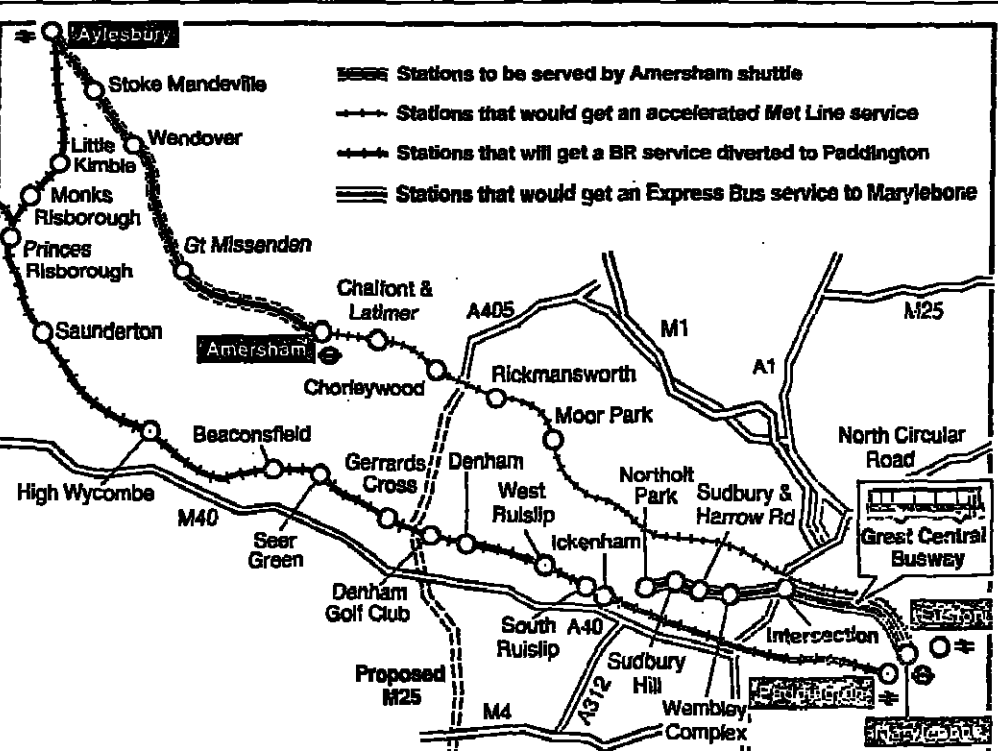 Aylesbury
Stoke Mandeville
Wendover
Little
Kimble
Monks
Risborough
Princes
Risborough
Saunderton
Gt Missenden
Stations to be served by Amersham shuttle
Stations that would get an accelerated Met Line service
Stations that will get a BR service diverted to Paddington
Stations that would get an Express Bus service to Marylebone
Chalfont &
Latimer
Amersham
Chorleywood
A405
Rickmansworth
Moor Park
M1
A1
M25
North Circular
Road
High Wycombe
Beaconsfield
M40
Seer
Green
Gerrards
Cross
Denham
Denham
Golf Club
West
Ruislip
Ickenham
South
Ruislip
A40
Northolt
Park
Sudbury &
Harrow Rd
Sudbury
Hill
Wembley
Complex
Intersection
Great Central
Busway
Proposed
M25
M4
A312
Euston
Paddington
Marylebone